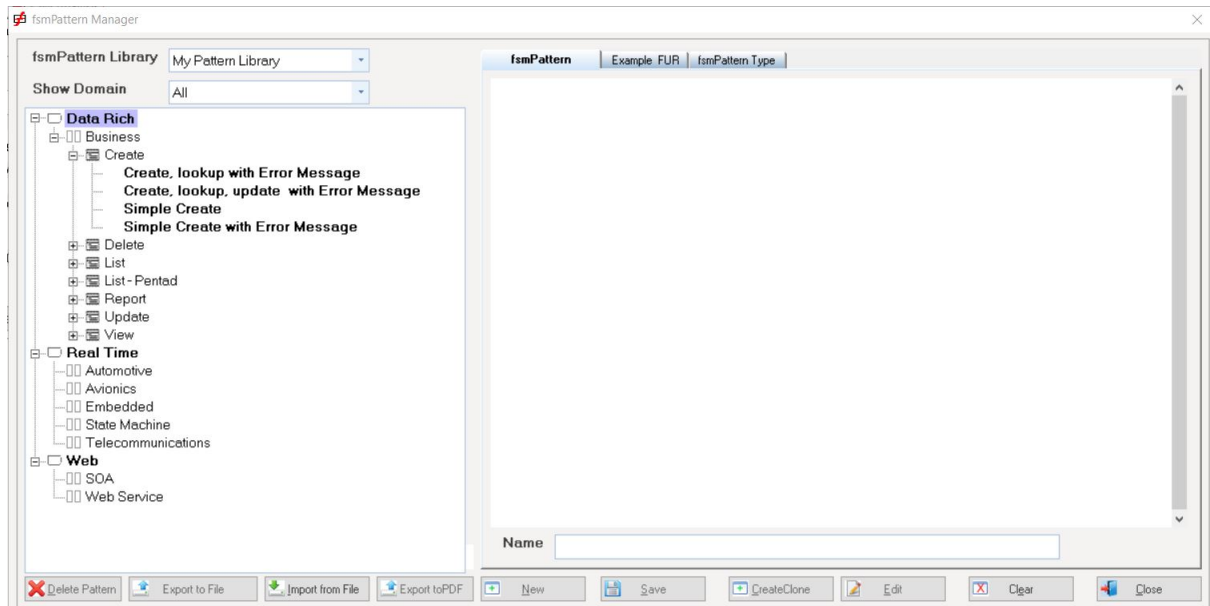 fsmPattern Manager
fsmPattern Library My Pattern Library
Show Domain All
Data Rich
Business
Create
Create, lookup with Error Message
Create, lookup, update with Error Message
Simple Create
Simple Create with Error Message
Delete
List
List-Pentad
Report
Update
View
Real Time
Automotive
Avionics
Embedded
State Machine
Telecommunications
Web
SOA
Web Service
fsmPattern Example FUR fsmPattern Type
Name
Delete Pattern Export to File Import from File Export toPDF New Save CreateClone Edit Clear Close